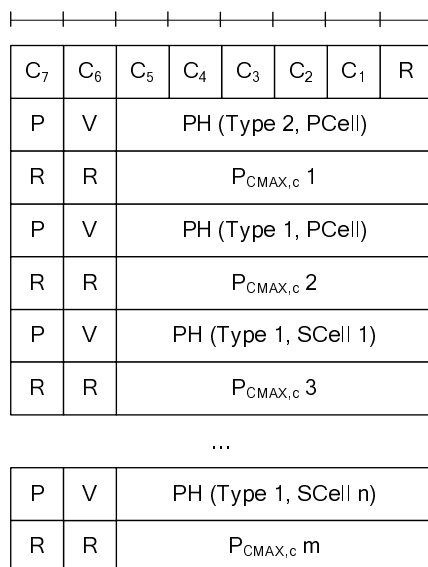 C7 C6 C5 C4 C3 C2 C1 R
P V PH (Type 2, PCell)
R R PCMAX,c 1
P V PH (Type 1, PCell)
R R PCMAX,c 2
P V PH (Type 1, SCell 1)
R R PCMAX,c 3
...
P V PH (Type 1, SCell n)
R R PCMAX,c m